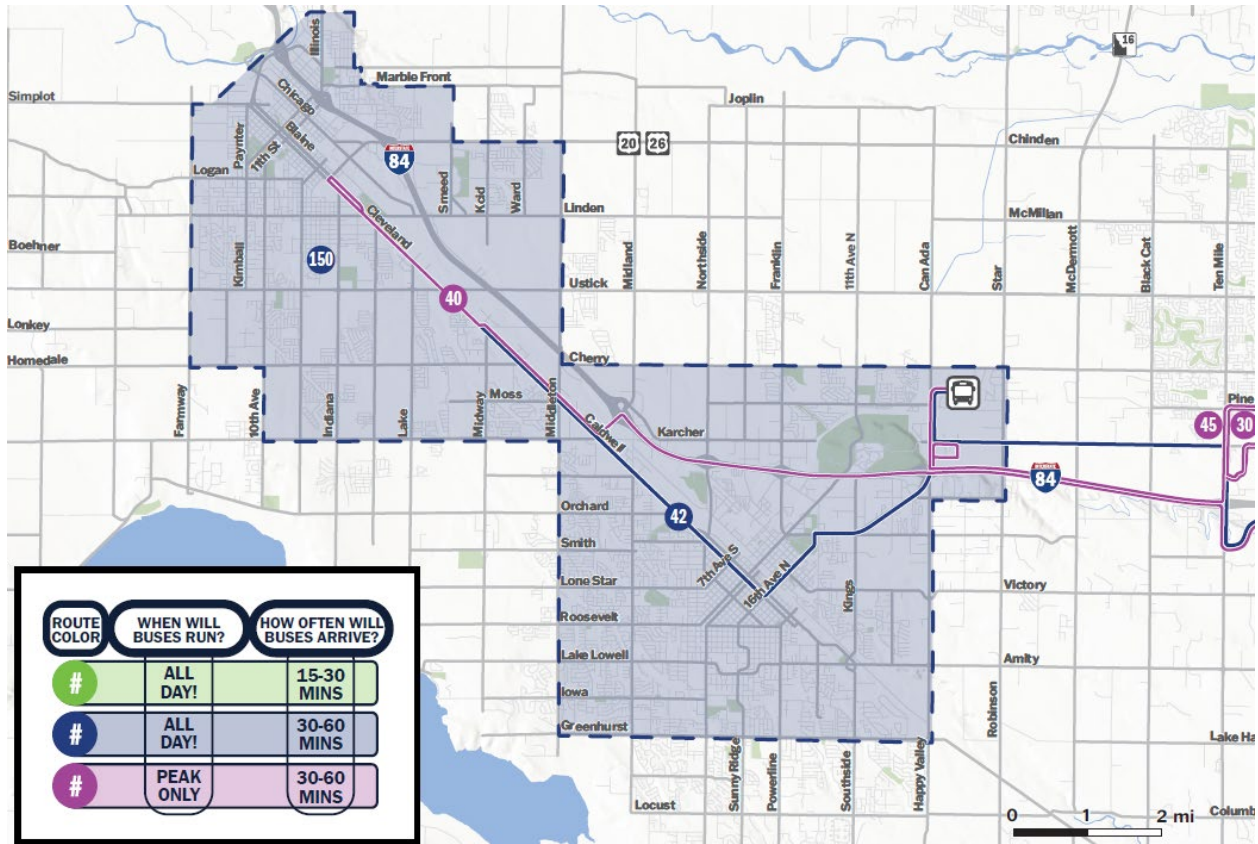 Illinois
16
Marble Front
Simplot
Chicago
Joplin
Blaine
Paynter
11th St
20
26
Chinden
84
Logan
Smeed
Kcid
Ward
Linden
McMillan
Cleveland
Boehner
Kimball
150
Midland
Northside
Franklin
11th Ave N
Can Ada
Star
McDermott
Black Cat
Ten Mile
Ustick
40
Lonkey
Homedale
Cherry
Farmway
10th Ave
Indiana
Lake
Midway
Moss
Middleton
Caldwell
Karcher
Pine
45
30
84
Orchard
42
Smith
7th Ave S
16th Ave N
Lone Star
Kings
Victory
Roosevelt
Lake Lowell
Amity
Iowa
Greenhurst
Robinson
Lake Ha
Sunny Ridge
Powerline
Southside
Happy Valley
Locust
Columb
0 1 2 mi
ROUTE COLOR
WHEN WILL BUSES RUN?
HOW OFTEN WILL BUSES ARRIVE?
#
ALL DAY!
15-30 MINS
#
ALL DAY!
30-60 MINS
#
PEAK ONLY
30-60 MINS